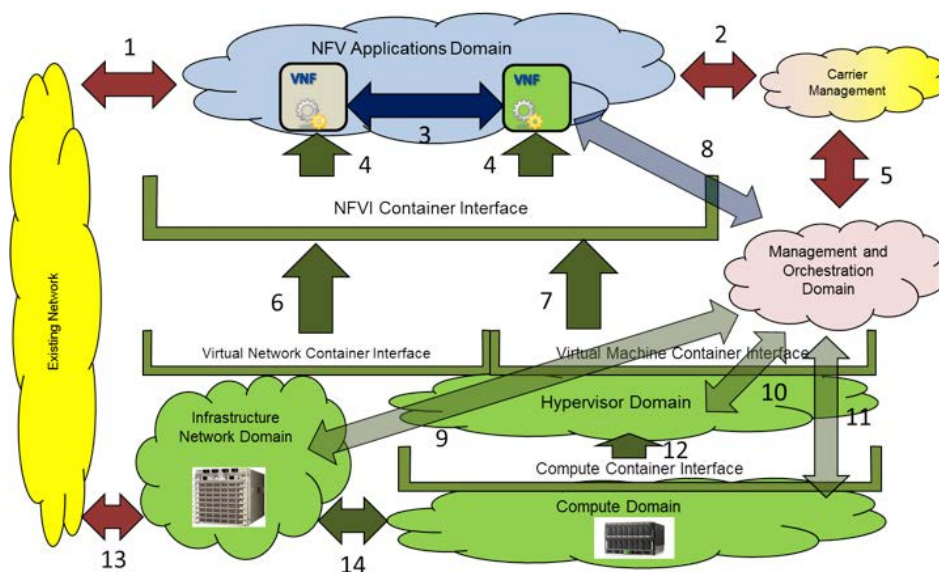 1
2
NFV Applications Domain
VNF
VNF
Carrier
Management
3
4
4
8
5
NFVI Container Interface
Management and
Orchestration
Domain
6
7
Existing Network
Virtual Network Container Interface
Virtual Machine Container Interface
Infrastructure
Network Domain
Hypervisor Domain
10
11
9
12
Compute Container Interface
Compute Domain
13
14